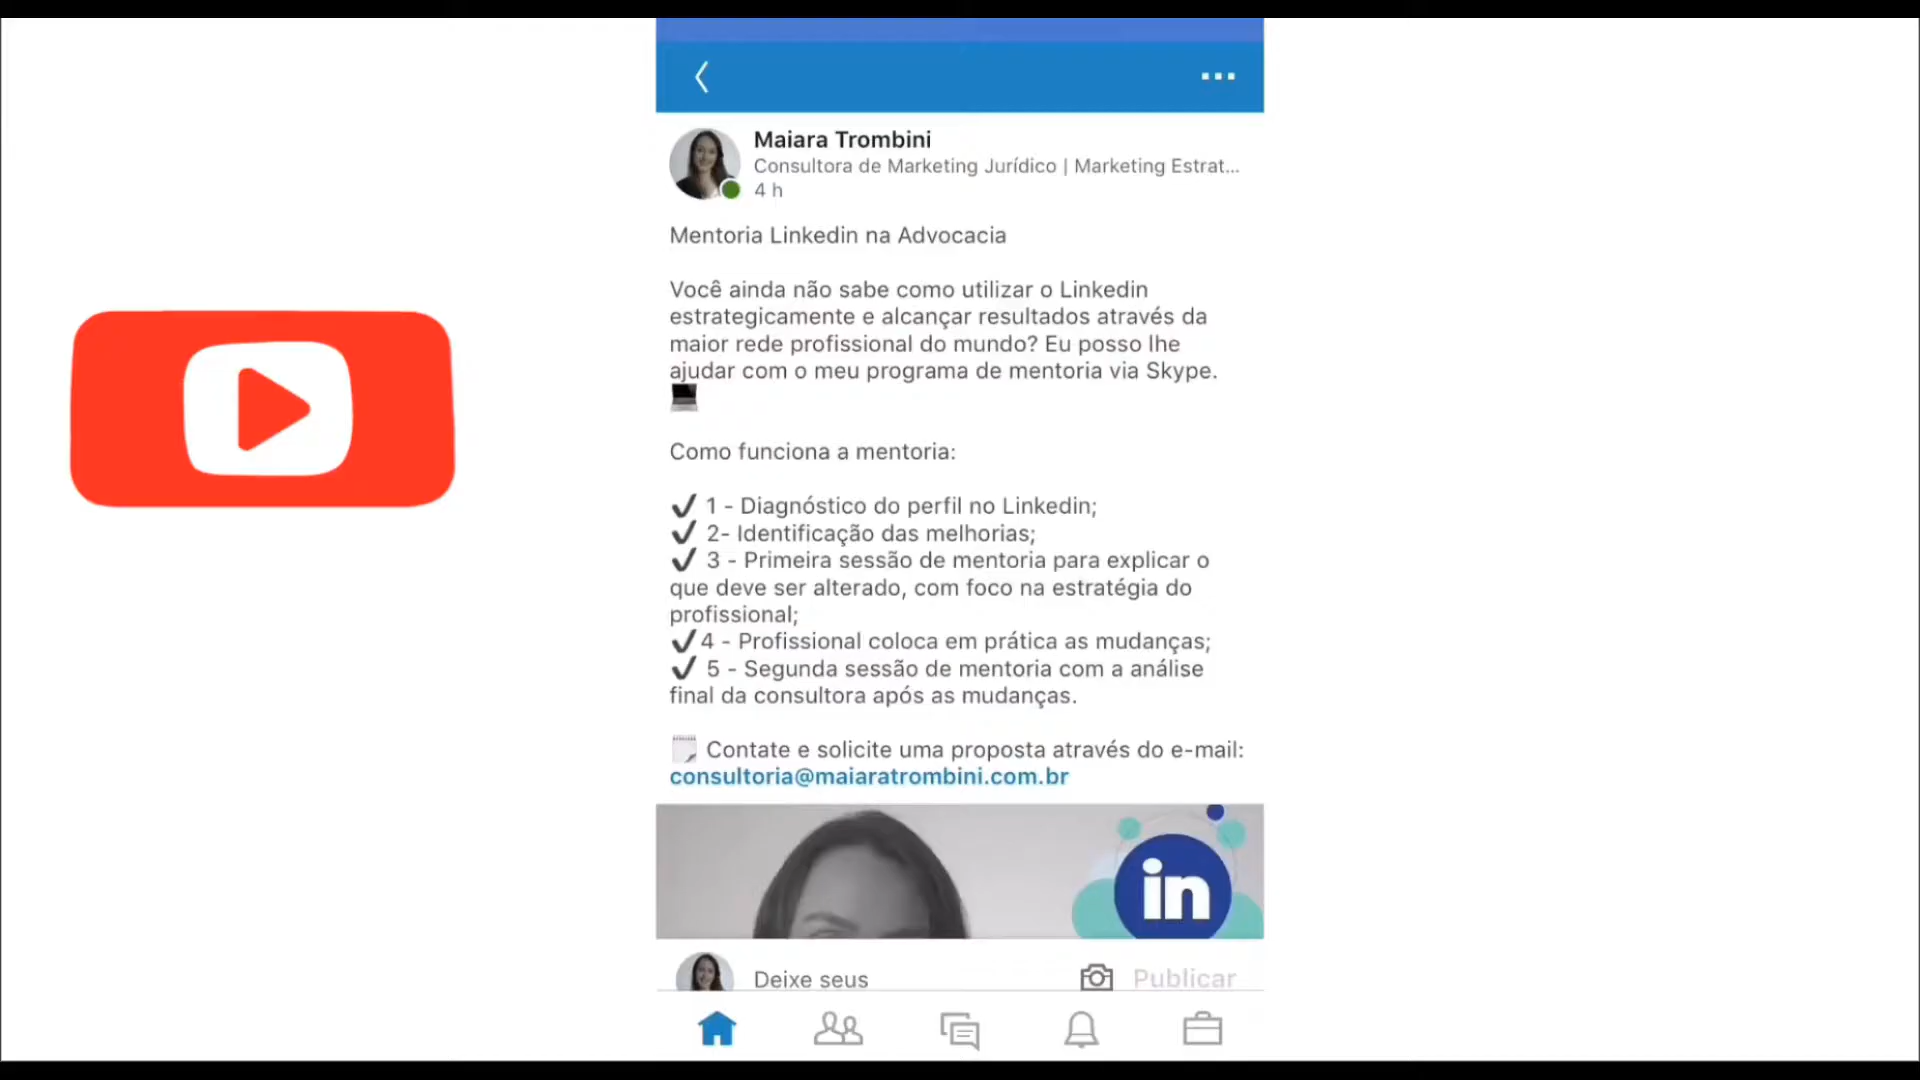 Maiara Trombini
Consultora de Marketing Jurídico | Marketing Estrat...
4 h
Mentoria Linkedin na Advocacia
Você ainda não sabe como utilizar o Linkedin
estrategicamente e alcançar resultados através da
maior rede profissional do mundo? Eu posso lhe
ajudar com o meu programa de mentoria via Skype.
Como funciona a mentoria:
✔ 1 - Diagnóstico do perfil no Linkedin;
✔ 2- Identificação das melhorias;
✔ 3 - Primeira sessão de mentoria para explicar o
que deve ser alterado, com foco na estratégia do
profissional;
✔4 - Profissional coloca em prática as mudanças;
✔ 5 - Segunda sessão de mentoria com a análise
final da consultora após as mudanças.
Contate e solicite uma proposta através do e-mail:
consultoria@maiaratrombini.com.br
in
Deixe seus
Publicar